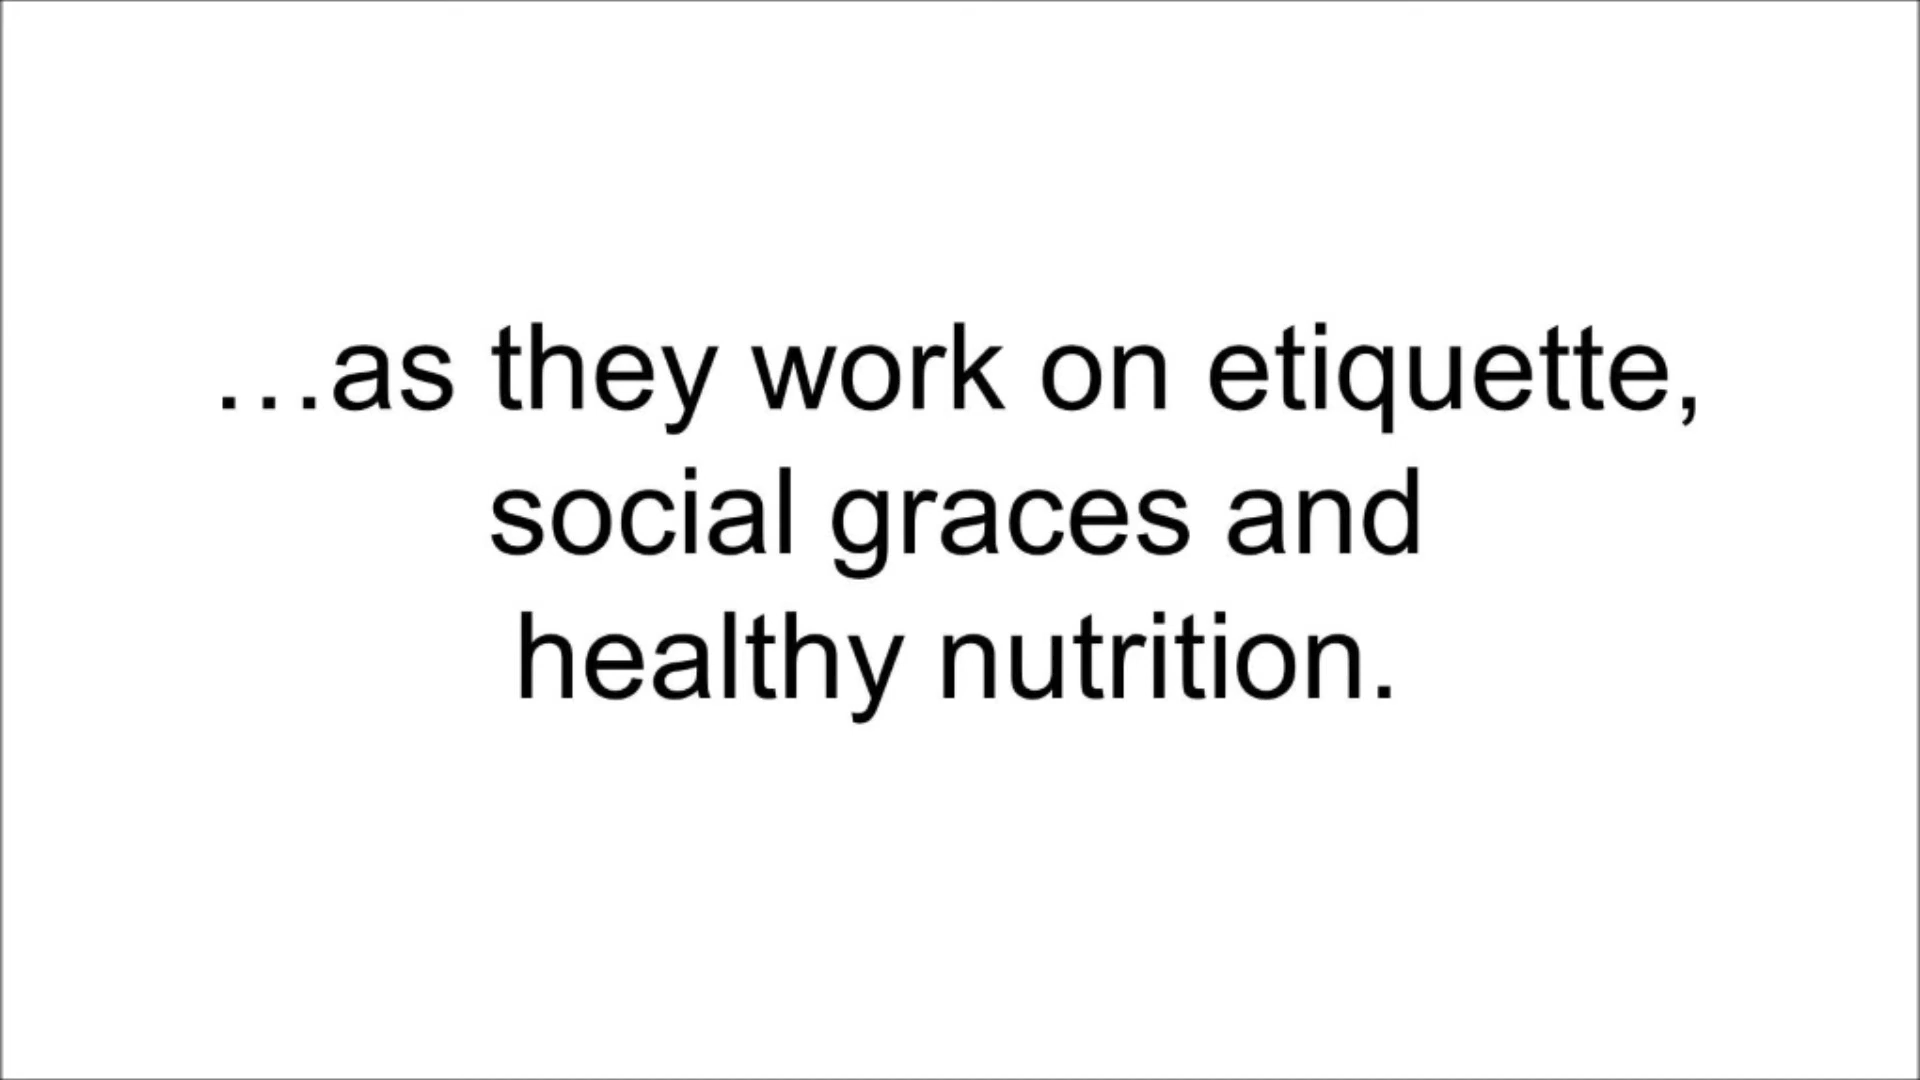 …as they work on etiquette,
social graces and
healthy nutrition.